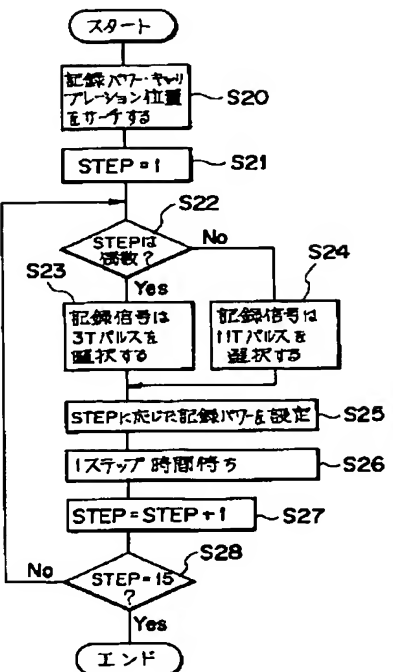 スタート
記録パワー・キャリ
ブレーション位置
をサーチする
S20
STEP=1
S21
S22
STEPは
偶数?
No
Yes
S23
S24
記録信号は
3Tパルスを
選択する
記録信号は
11Tパルスを
選択する
STEPに応じた記録パワーを設定
S25
1ステップ時間待ち
S26
STEP=STEP+1
S27
S28
STEP=15
?
No
Yes
エンド